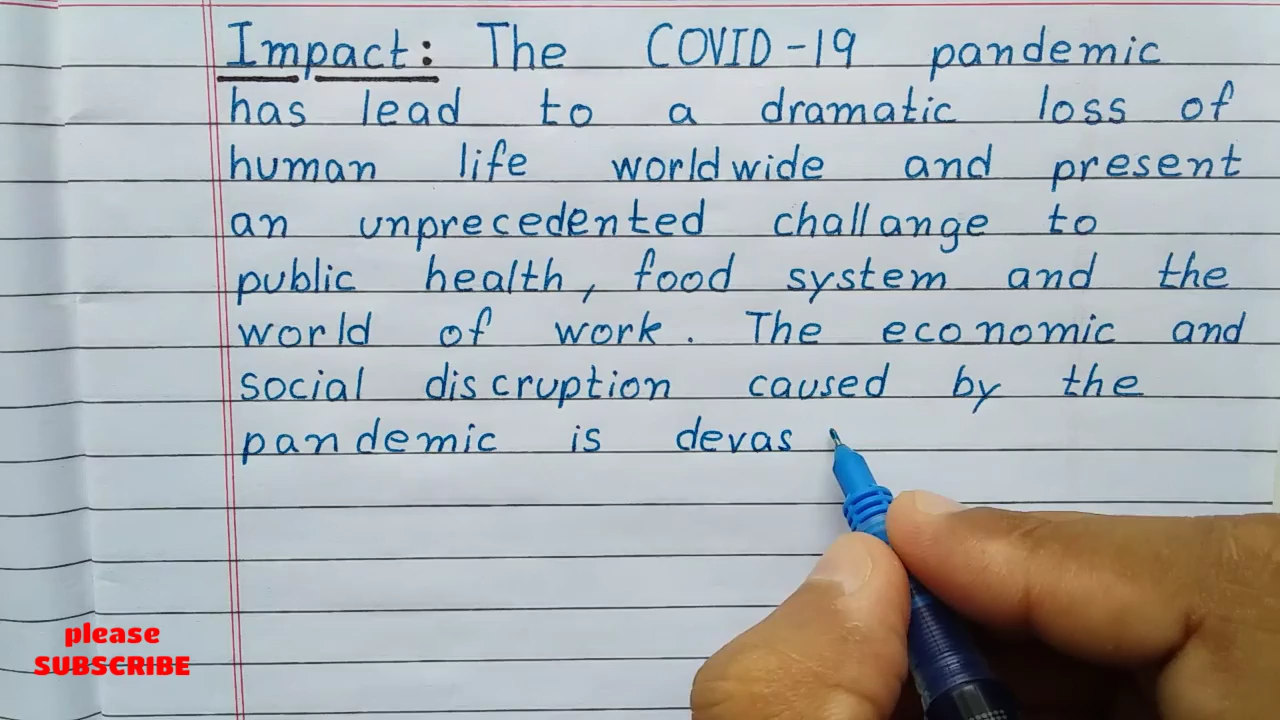 Impact: The COVID-19 pandemic
has lead to a dramatic loss of
human life worldwide and present
an unprecedented challange to
public health, food system and the
world of work. The economic and
social discruption caused by the
pandemic is devas
please
SUBSCRIBE